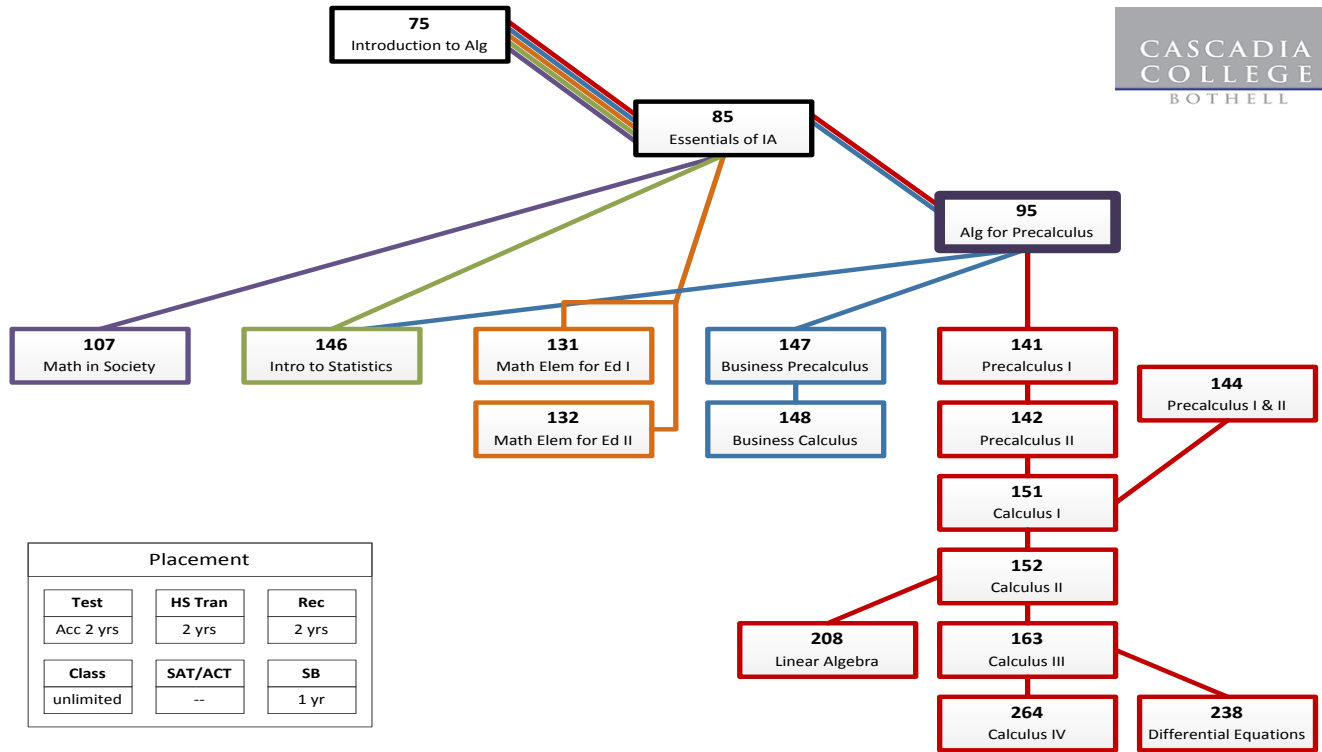 75
Introduction to Alg
CASCADIA
COLLEGE
BOTHELL
85
Essentials of IA
95
Alg for Precalculus
107
Math in Society
146
Intro to Statistics
131
Math Elem for Ed I
147
Business Precalculus
141
Precalculus I
144
Precalculus I & II
132
Math Elem for Ed II
148
Business Calculus
142
Precalculus II
151
Calculus I
152
Calculus II
208
Linear Algebra
163
Calculus III
264
Calculus IV
238
Differential Equations
Placement
Test
Acc 2 yrs
HS Tran
2 yrs
Rec
2 yrs
Class
unlimited
SAT/ACT
--
SB
1 yr